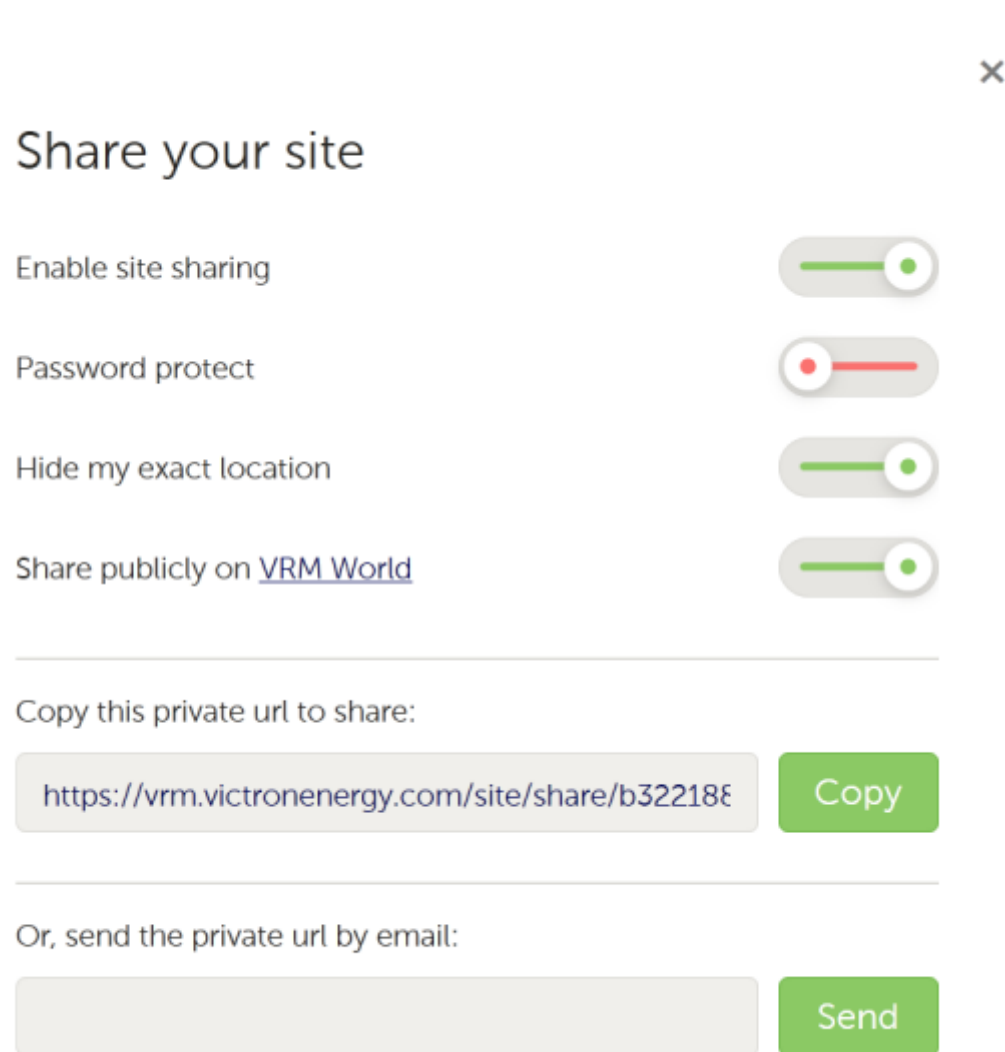 Share your site
Enable site sharing
Password protect
Hide my exact location
Share publicly on VRM World
Copy this private url to share:
https://vrm.victronenergy.com/site/share/b322188 Copy
Or, send the private url by email:
Send